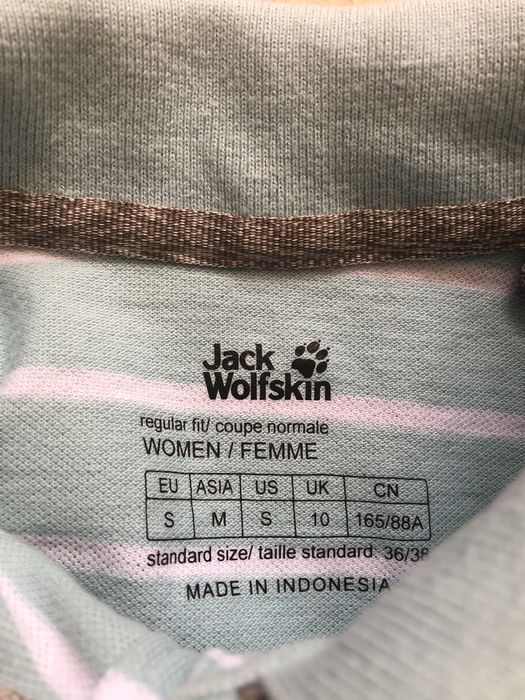 Jack
Wolfskin
regular fit/ coupe normale
WOMEN / FEMME
EU ASIA US UK CN
S M S 10 165/88A
standard size/ taille standard 36/38
MADE IN INDONESIA